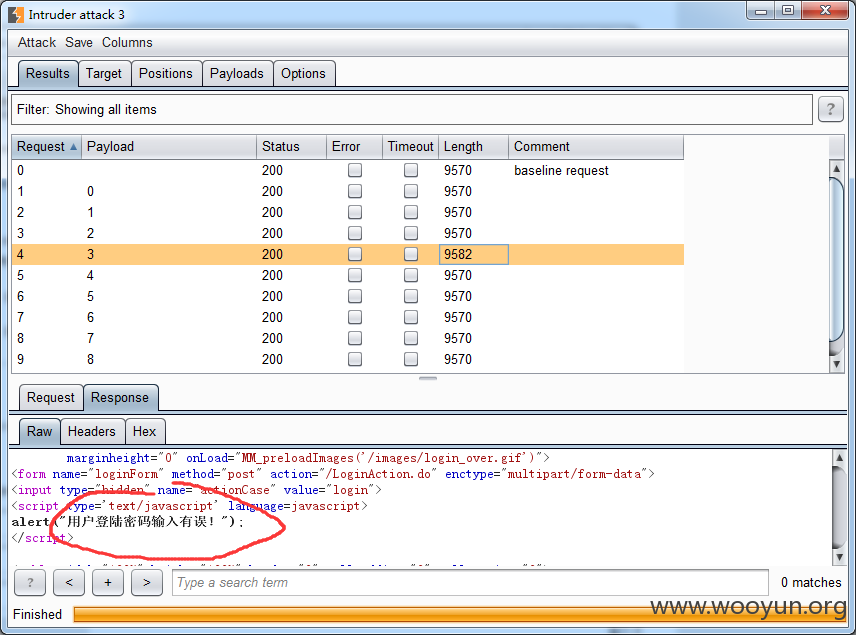 Intruder attack 3
Attack Save Columns
Results Target Positions Payloads Options
Filter: Showing all items ?
Request Payload Status Error Timeout Length Comment
0 200 9570 baseline request
1 0 200 9570
2 1 200 9570
3 2 200 9570
4 3 200 9582
5 4 200 9570
6 5 200 9570
7 6 200 9570
8 7 200 9570
9 8 200 9570
Request Response
Raw Headers Hex
marginheight="0" onLoad="MM_preloadImages('/images/login_over.gif')">
<form name="loginForm" method="post" action="/LoginAction.do" enctype="multipart/form-data">
<input type="hidden" name="actionCase" value="login">
<script type='text/javascript' language=javascript>
alert("用户登陆密码输入有误!");
</script>
? < + > Type a search term 0 matches
www.wooyun.org
Finished